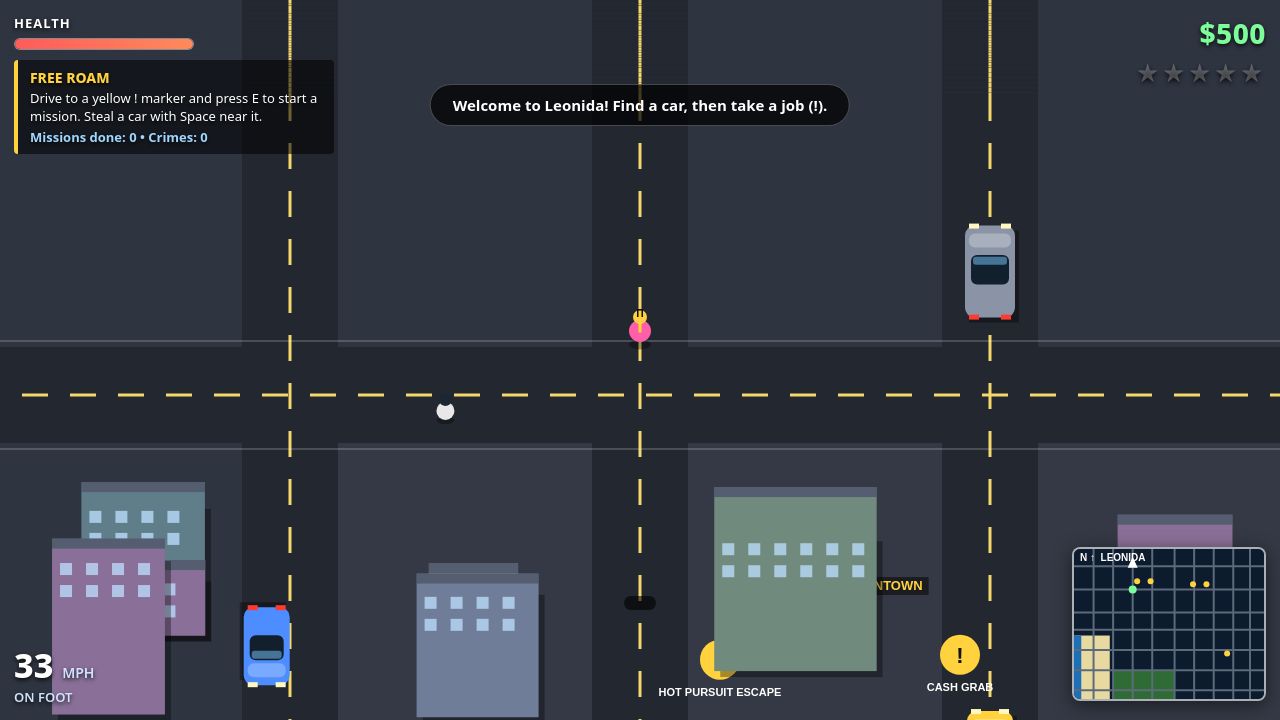 HEALTH
$500
★★★★★
FREE ROAM
Drive to a yellow ! marker and press E to start a
mission. Steal a car with Space near it.
Missions done: 0 • Crimes: 0
Welcome to Leonida! Find a car, then take a job (!).
NTOWN
!
HOT PURSUIT ESCAPE
CASH GRAB
N ↑ LEONIDA
33 MPH
ON FOOT